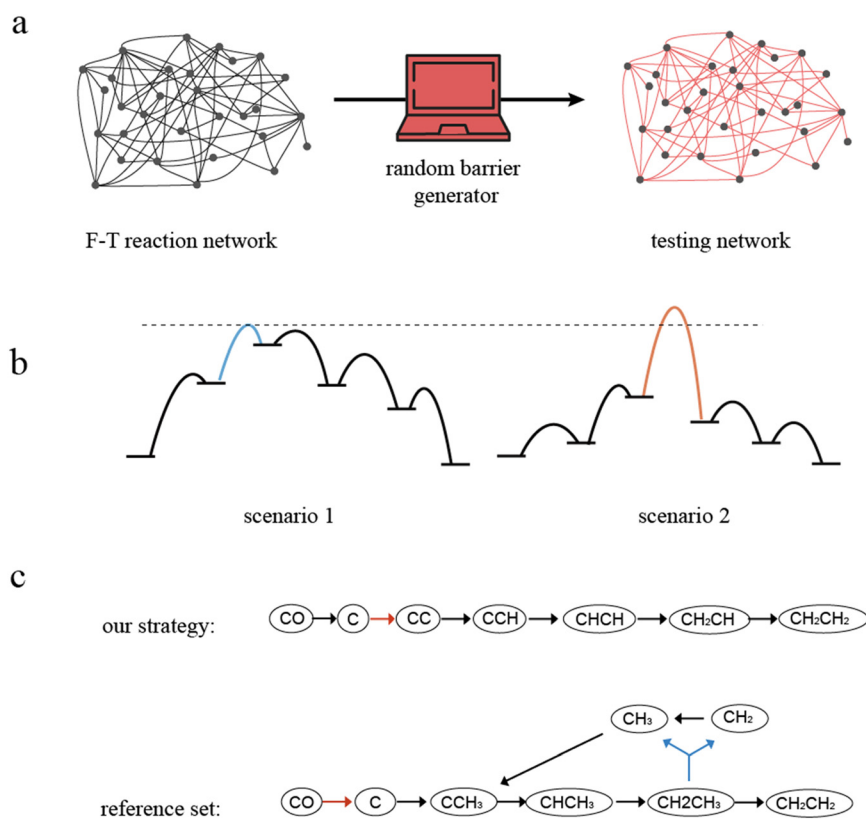 a
random barrier
generator
F-T reaction network
testing network
b
scenario 1
scenario 2
c
our strategy:
CO C CC CCH CHCH CH₂CH CH₂CH₂
CH₃ CH₂
reference set:
CO C CCH₃ CHCH₃ CH2CH₃ CH₂CH₂